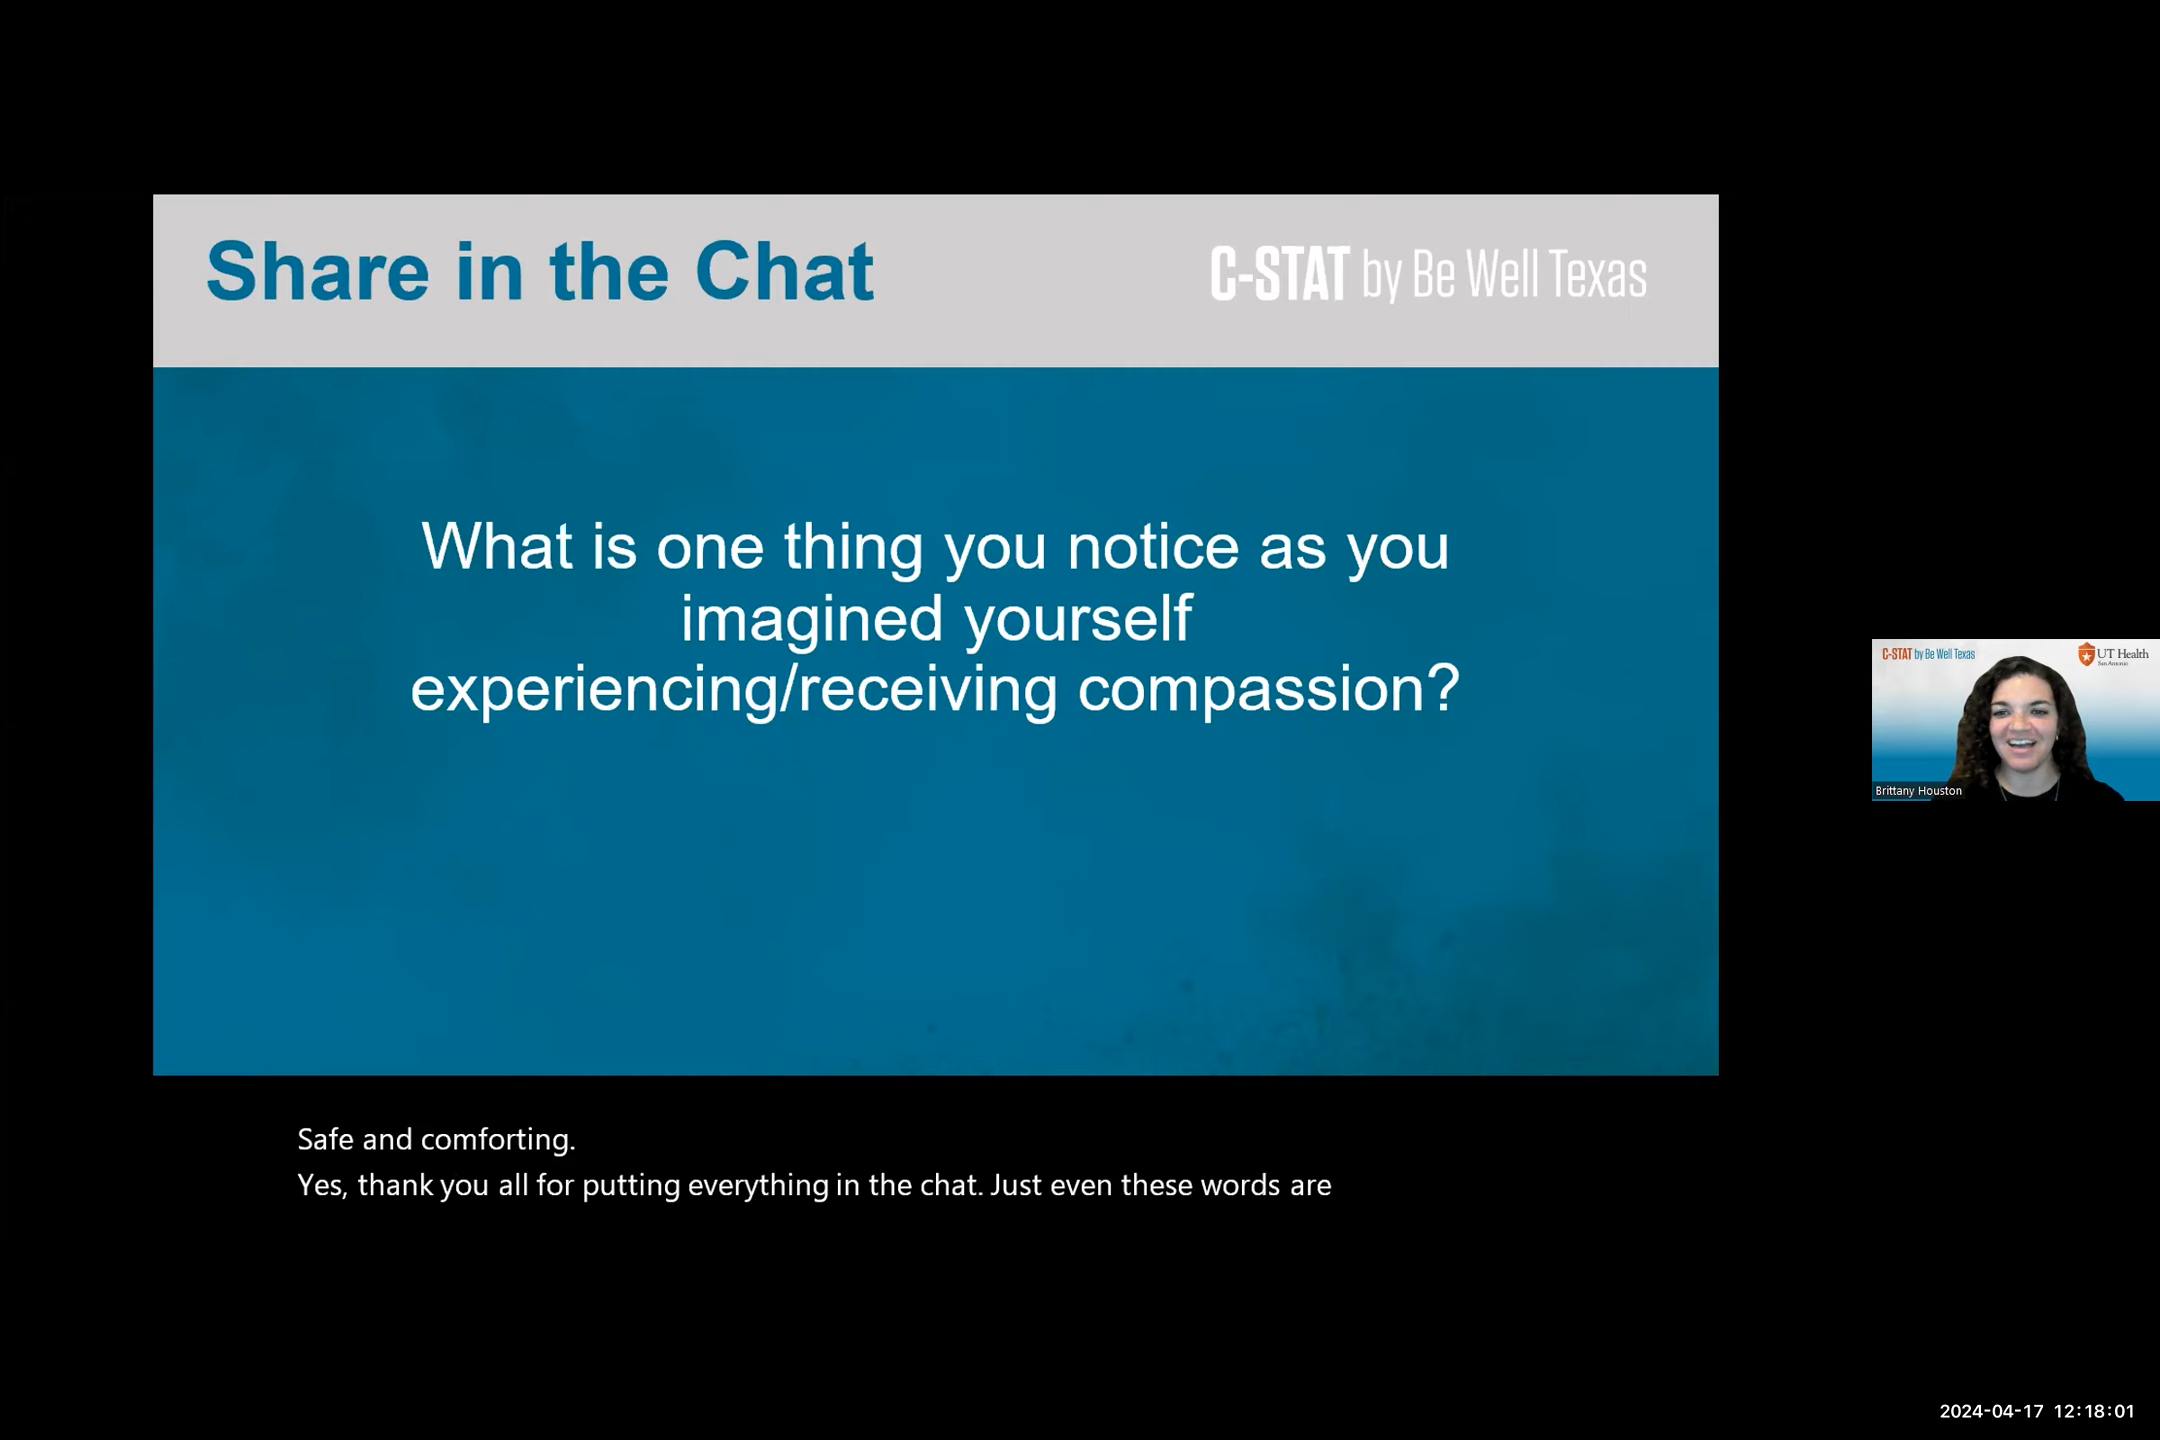 Share in the Chat
C-STAT by Be Well Texas
What is one thing you notice as you
imagined yourself
experiencing/receiving compassion?
C-STAT by Be Well Texas
UT Health
San Antonio
Brittany Houston
Safe and comforting.
Yes, thank you all for putting everything in the chat. Just even these words are
2024-04-17 12:18:01